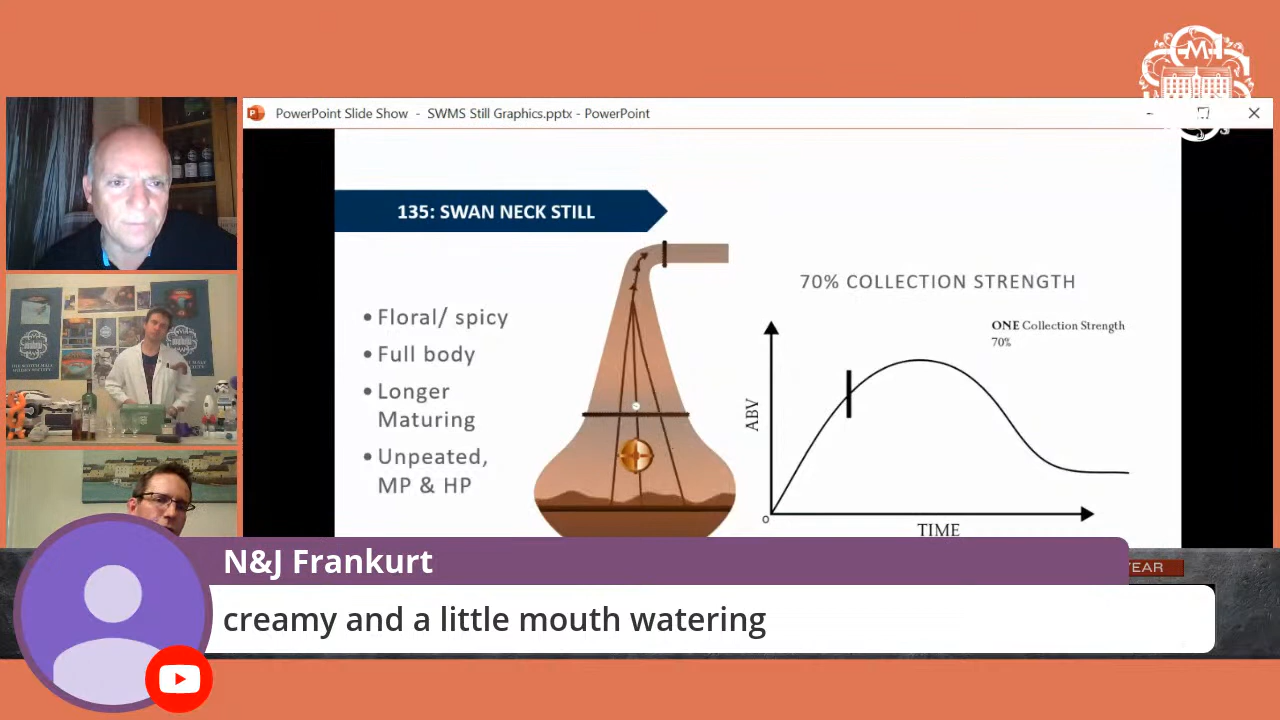 M
PowerPoint Slide Show - SWMS Still Graphics.pptx - PowerPoint
135: SWAN NECK STILL
• Floral/ spicy
• Full body
• Longer
Maturing
• Unpeated,
MP & HP
70% COLLECTION STRENGTH
ONE Collection Strength
70%
ABV
O
TIME
YEAR
N&J Frankurt
creamy and a little mouth watering